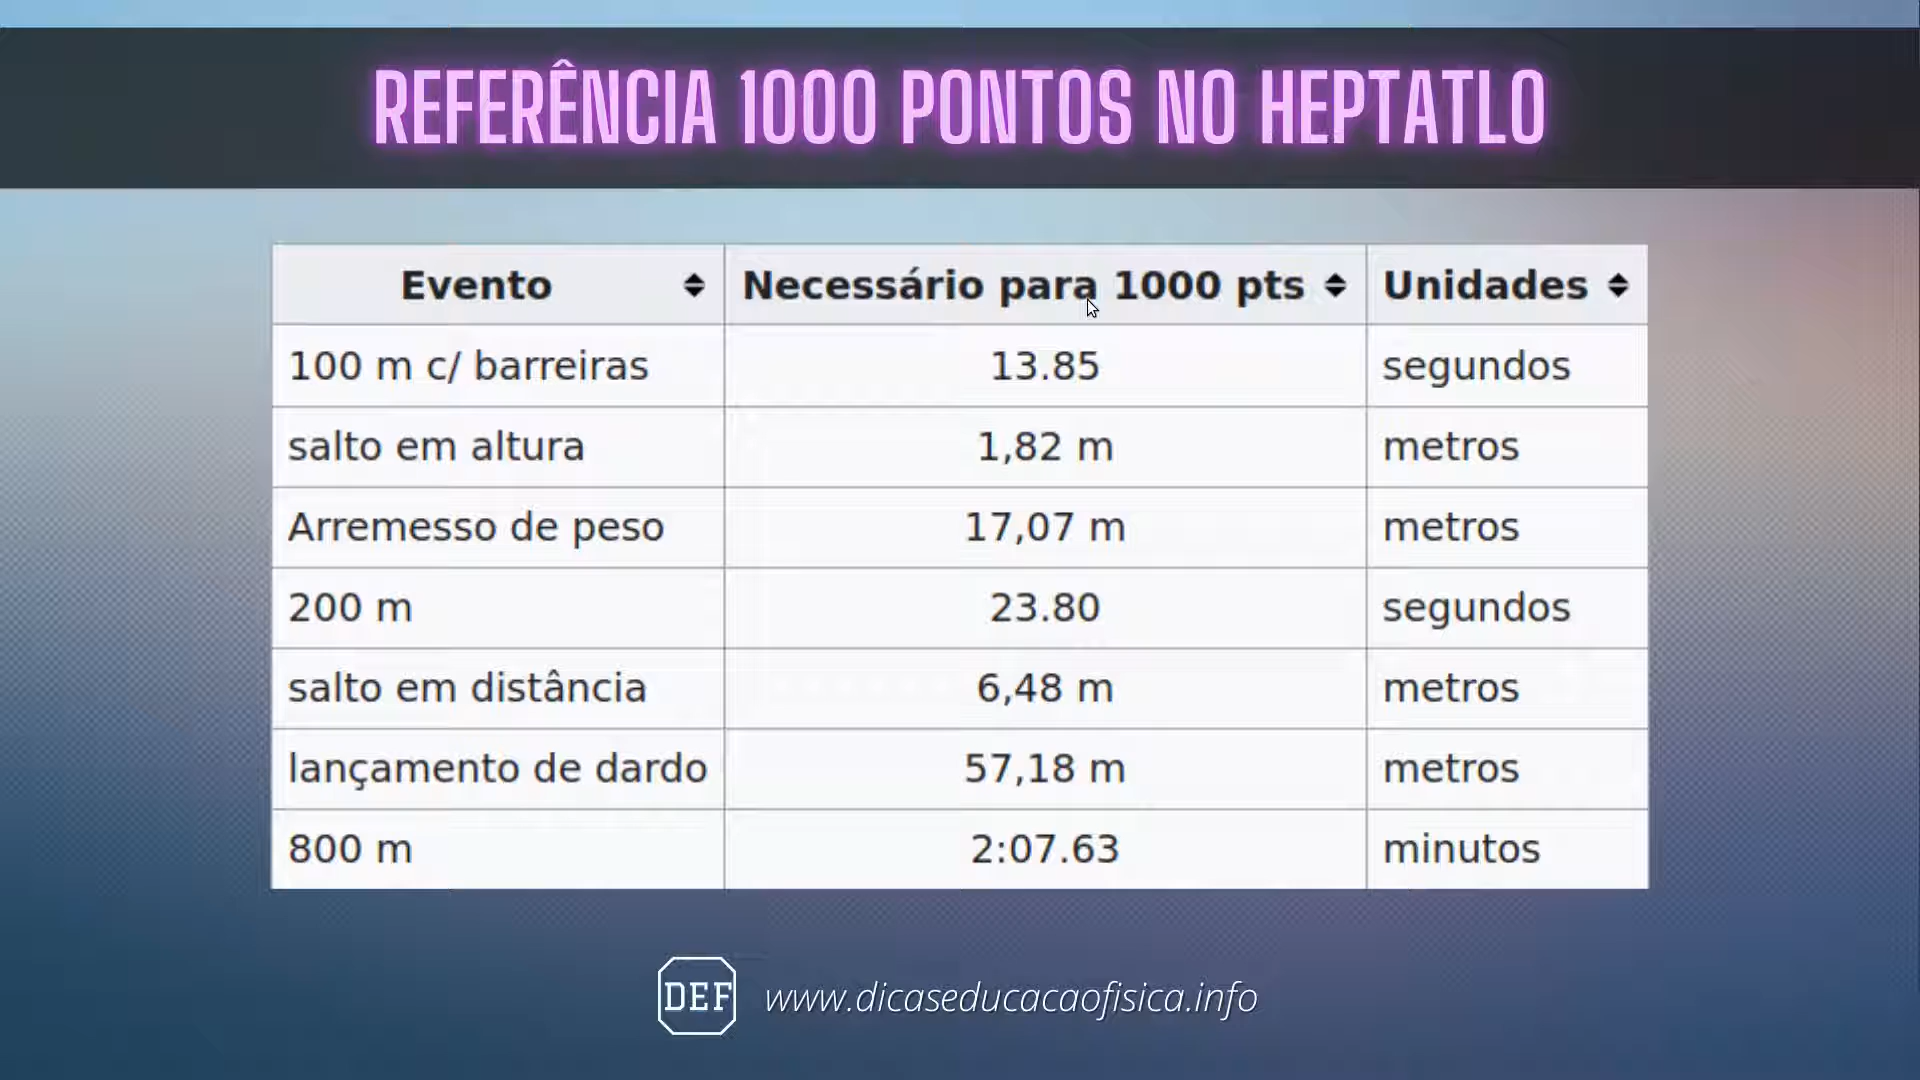 REFERÊNCIA 1000 PONTOS NO HEPTATLO
Evento Necessário para 1000 pts Unidades
100 m c/ barreiras 13.85 segundos
salto em altura 1,82 m metros
Arremesso de peso 17,07 m metros
200 m 23.80 segundos
salto em distância 6,48 m metros
lançamento de dardo 57,18 m metros
800 m 2:07.63 minutos
DEF www.dicaseducacaofisica.info